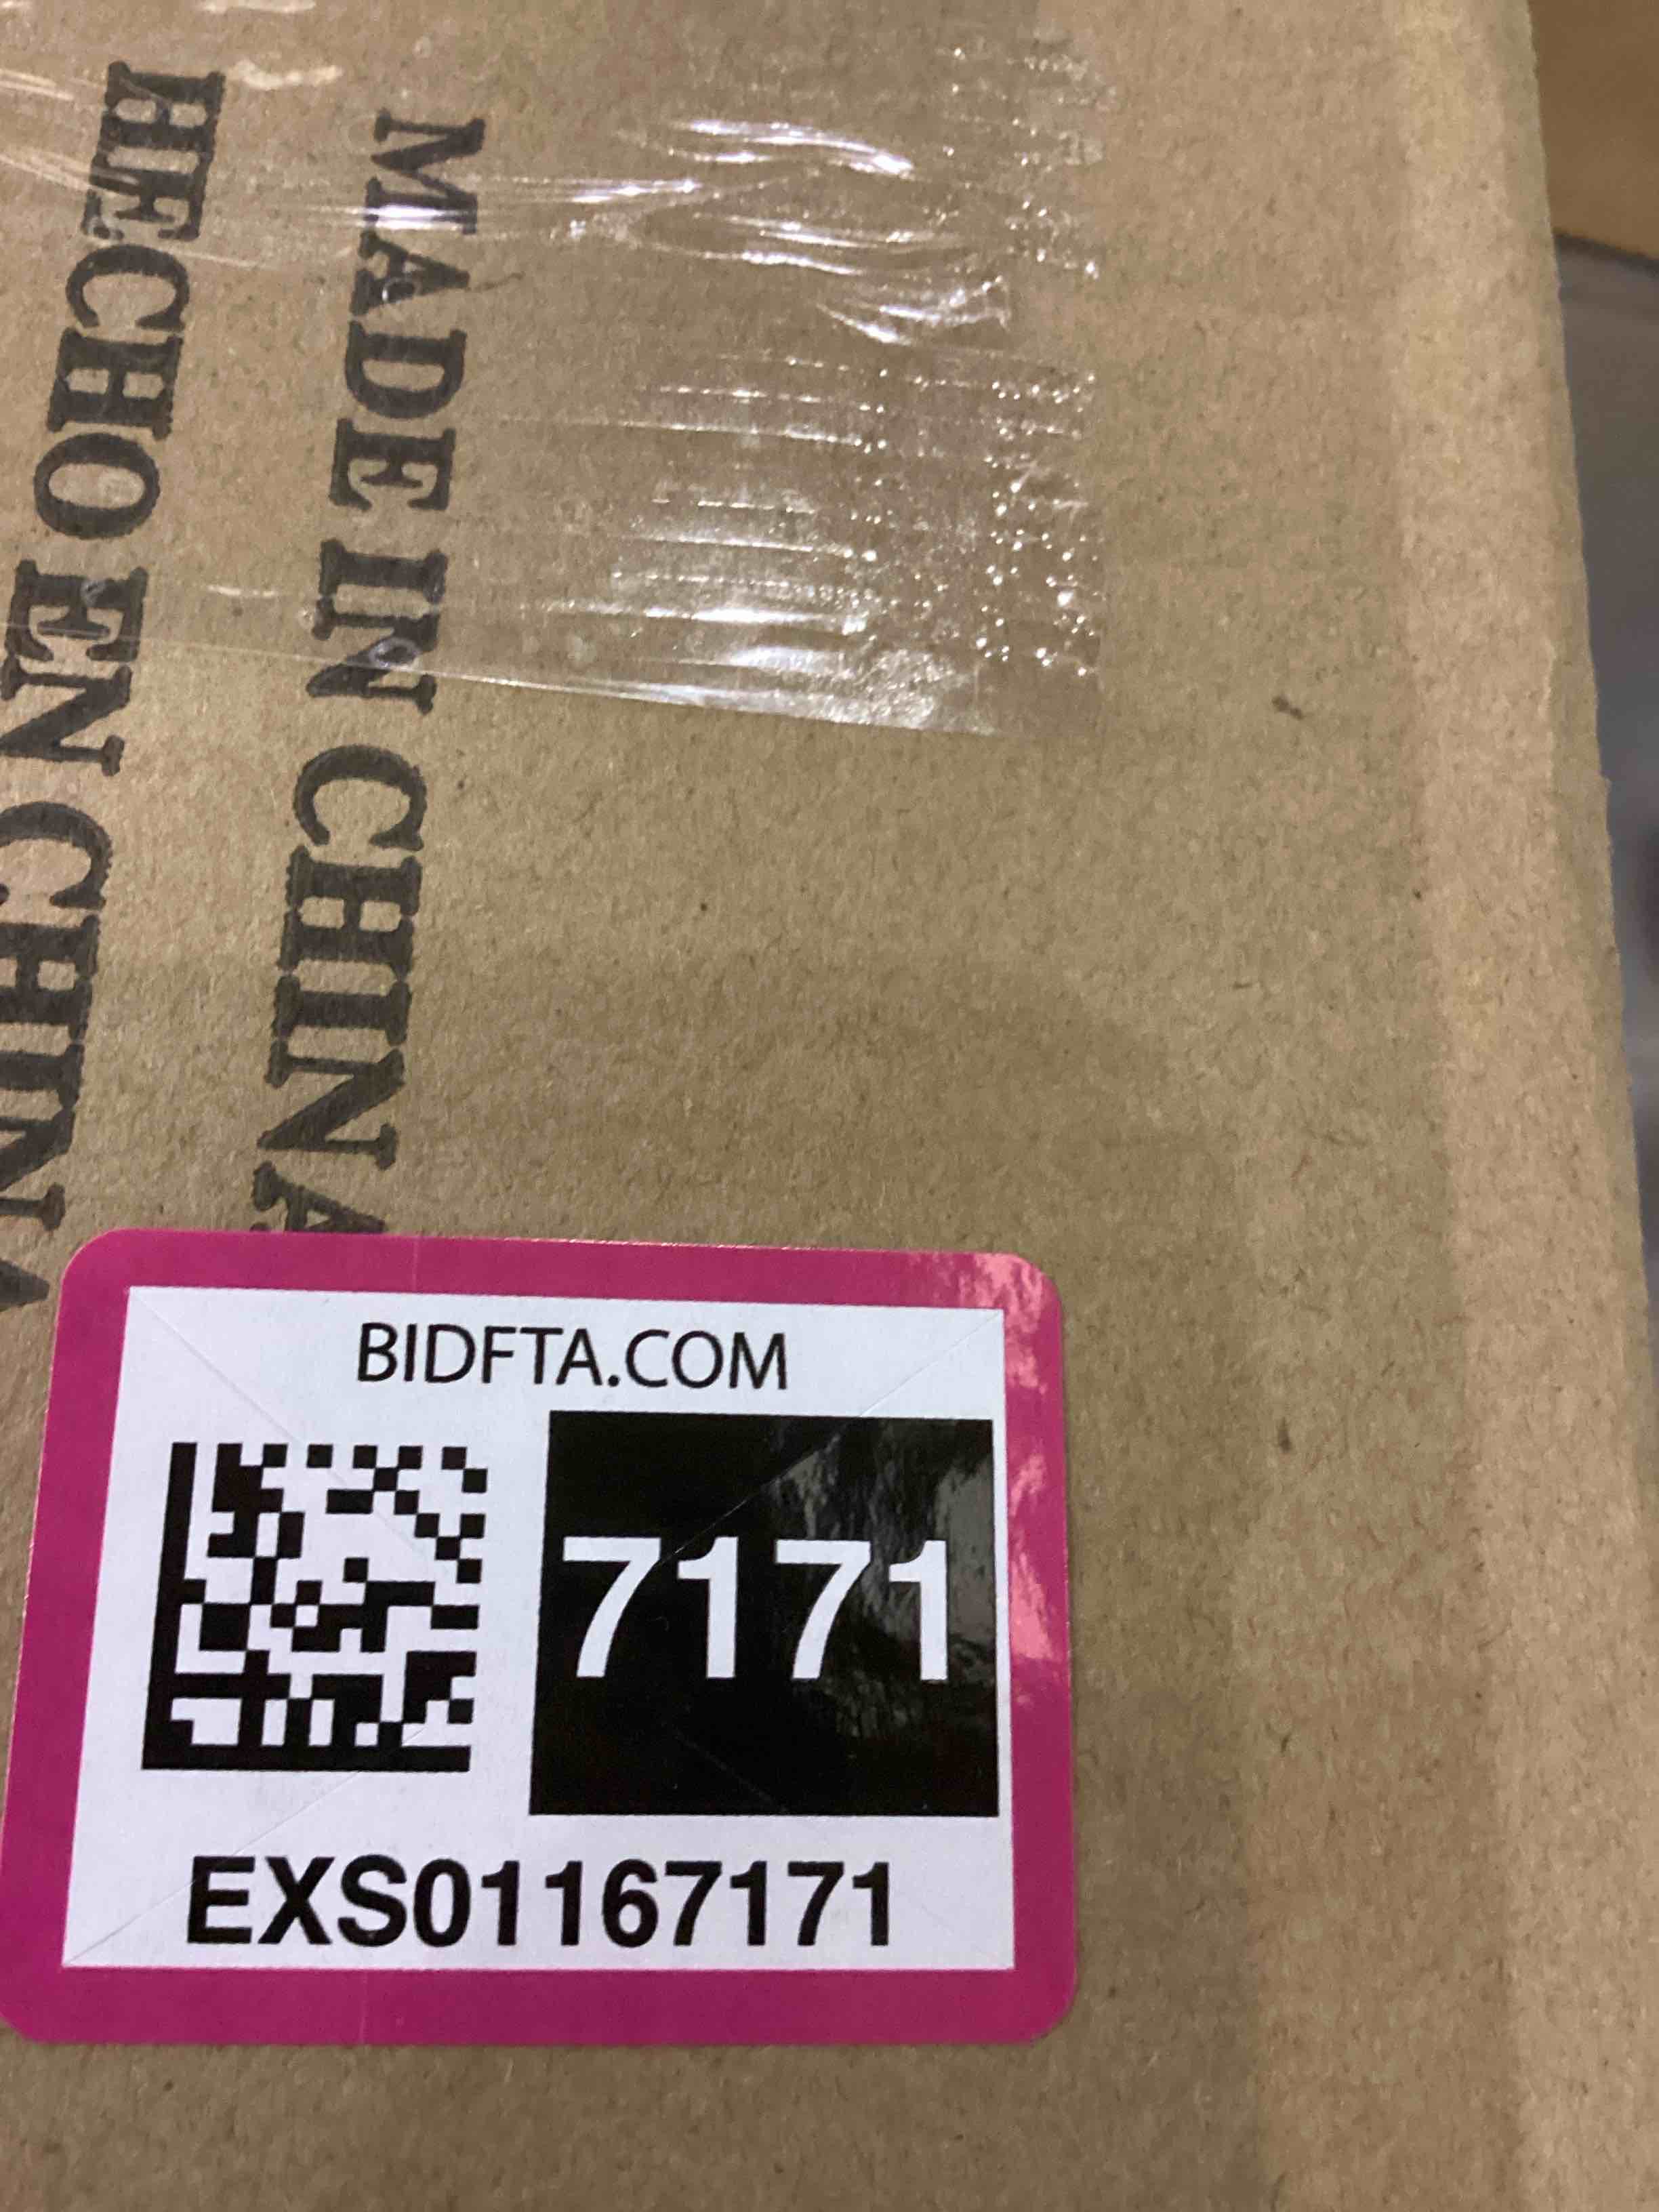 MADE IN CHINA
HECHO EN CHINA
BIDFTA.COM
7171
EXS01167171